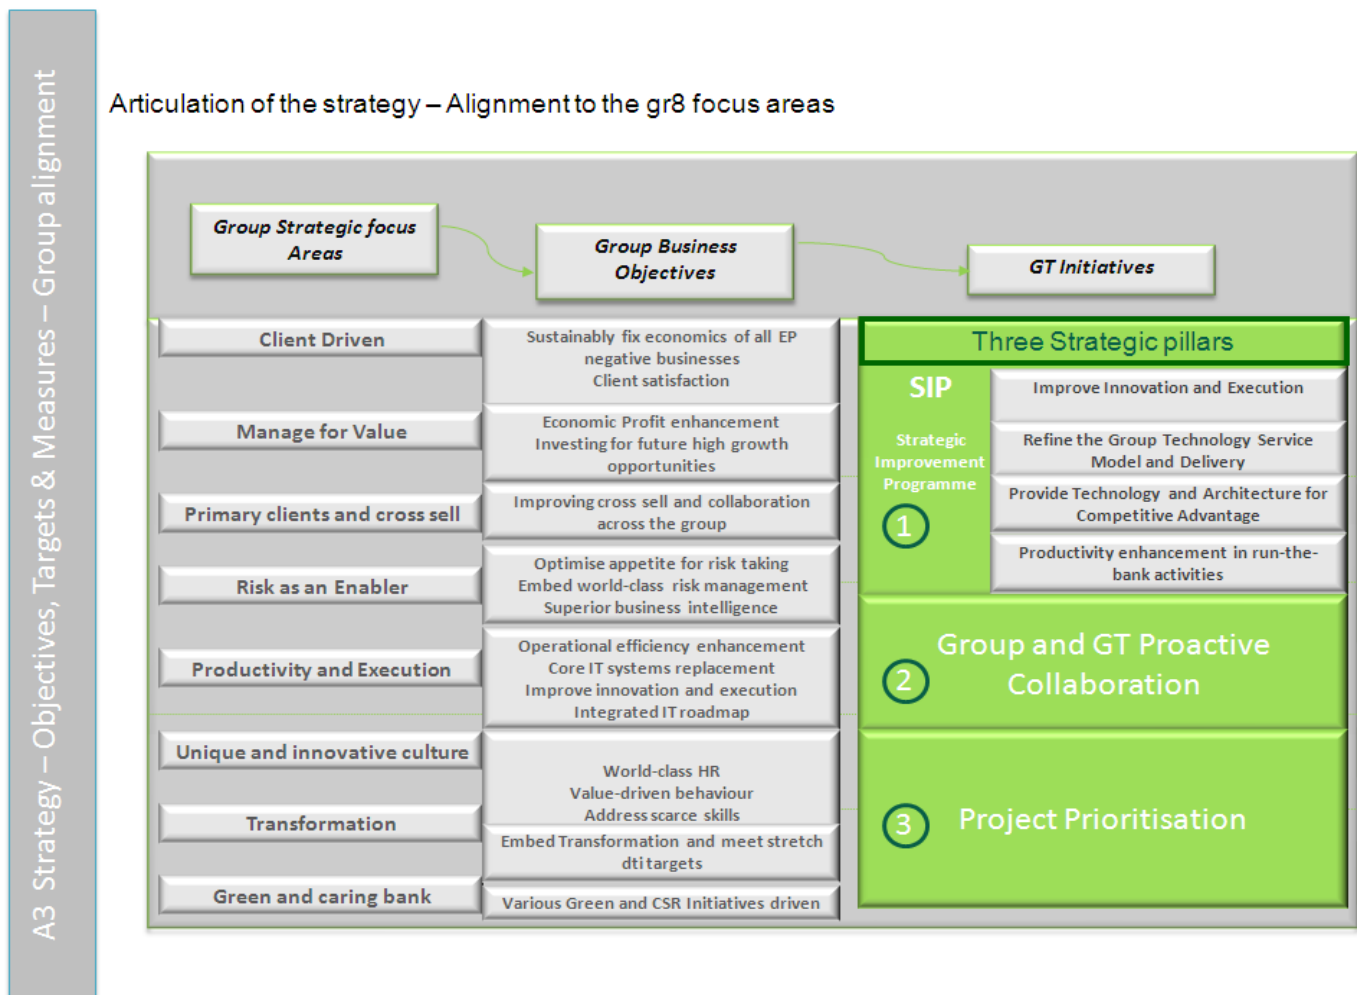 A3 Strategy – Objectives, Targets & Measures – Group alignment
Articulation of the strategy – Alignment to the gr8 focus areas
Group Strategic focus
Areas
Group Business
Objectives
GT Initiatives
Client Driven
Manage for Value
Primary clients and cross sell
Risk as an Enabler
Productivity and Execution
Unique and innovative culture
Transformation
Green and caring bank
Sustainably fix economics of all EP
negative businesses
Client satisfaction
Economic Profit enhancement
Investing for future high growth
opportunities
Improving cross sell and collaboration
across the group
Optimise appetite for risk taking
Embed world-class risk management
Superior business intelligence
Operational efficiency enhancement
Core IT systems replacement
Improve innovation and execution
Integrated IT roadmap
World-class HR
Value-driven behaviour
Address scarce skills
Embed Transformation and meet stretch
dti targets
Various Green and CSR Initiatives driven
Three Strategic pillars
SIP
Strategic
Improvement
Programme
1
Improve Innovation and Execution
Refine the Group Technology Service
Model and Delivery
Provide Technology and Architecture for
Competitive Advantage
Productivity enhancement in run-the-
bank activities
2
Group and GT Proactive
Collaboration
3
Project Prioritisation